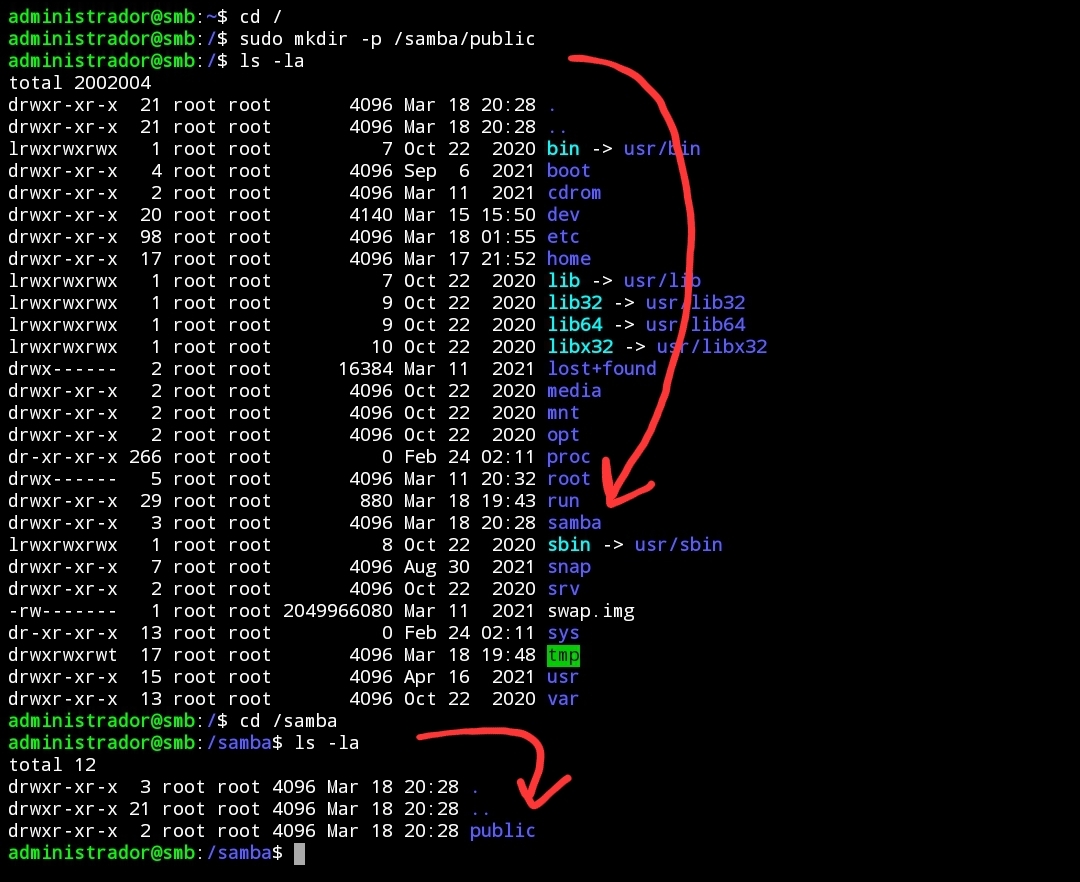 administrador@smb:~$ cd /
administrador@smb:/$ sudo mkdir -p /samba/public
administrador@smb:/$ ls -la
total 2002004
drwxr-xr-x  21 root root       4096 Mar 18 20:28 .
drwxr-xr-x  21 root root       4096 Mar 18 20:28 ..
lrwxrwxrwx   1 root root          7 Oct 22  2020 bin -> usr/bin
drwxr-xr-x   4 root root       4096 Sep  6  2021 boot
drwxr-xr-x   2 root root       4096 Mar 11  2021 cdrom
drwxr-xr-x  20 root root       4140 Mar 15 15:50 dev
drwxr-xr-x  98 root root       4096 Mar 18 01:55 etc
drwxr-xr-x  17 root root       4096 Mar 17 21:52 home
lrwxrwxrwx   1 root root          7 Oct 22  2020 lib -> usr/lib
lrwxrwxrwx   1 root root          9 Oct 22  2020 lib32 -> usr/lib32
lrwxrwxrwx   1 root root          9 Oct 22  2020 lib64 -> usr/lib64
lrwxrwxrwx   1 root root         10 Oct 22  2020 libx32 -> usr/libx32
drwx------   2 root root      16384 Mar 11  2021 lost+found
drwxr-xr-x   2 root root       4096 Oct 22  2020 media
drwxr-xr-x   2 root root       4096 Oct 22  2020 mnt
drwxr-xr-x   2 root root       4096 Oct 22  2020 opt
dr-xr-xr-x 266 root root          0 Feb 24 02:11 proc
drwx------   5 root root       4096 Mar 11 20:32 root
drwxr-xr-x  29 root root        880 Mar 18 19:43 run
drwxr-xr-x   3 root root       4096 Mar 18 20:28 samba
lrwxrwxrwx   1 root root          8 Oct 22  2020 sbin -> usr/sbin
drwxr-xr-x   7 root root       4096 Aug 30  2021 snap
drwxr-xr-x   2 root root       4096 Oct 22  2020 srv
-rw-------   1 root root 2049966080 Mar 11  2021 swap.img
dr-xr-xr-x  13 root root          0 Feb 24 02:11 sys
drwxrwxrwt  17 root root       4096 Mar 18 19:48 tmp
drwxr-xr-x  15 root root       4096 Apr 16  2021 usr
drwxr-xr-x  13 root root       4096 Oct 22  2020 var
administrador@smb:/$ cd /samba
administrador@smb:/samba$ ls -la
total 12
drwxr-xr-x  3 root root 4096 Mar 18 20:28 .
drwxr-xr-x 21 root root 4096 Mar 18 20:28 ..
drwxr-xr-x  2 root root 4096 Mar 18 20:28 public
administrador@smb:/samba$